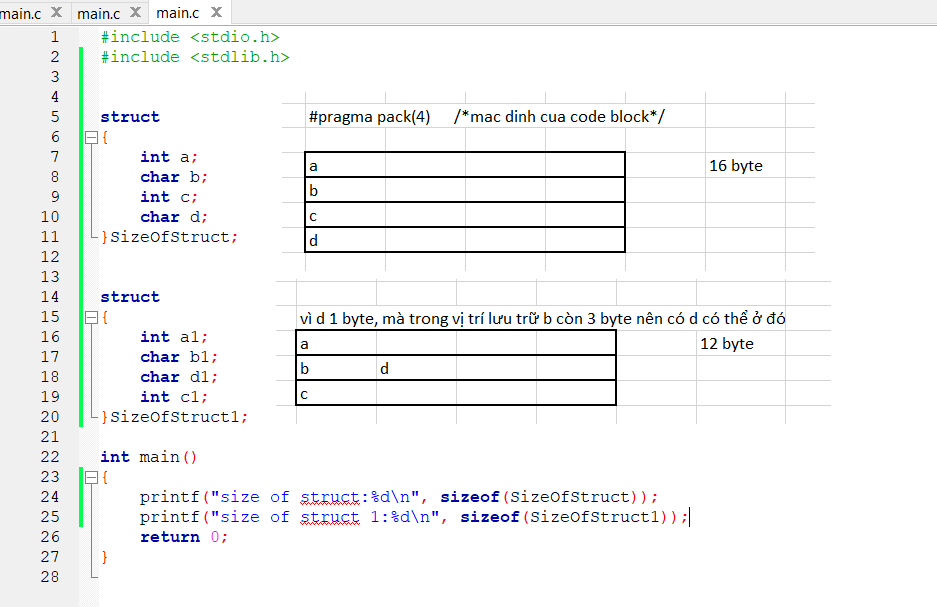 main.c main.c main.c
1 #include <stdio.h>
2 #include <stdlib.h>
3
4
5 struct
6 {
7 int a;
8 char b;
9 int c;
10 char d;
11 }SizeOfStruct;
12
13
14 struct
15 {
16 int a1;
17 char b1;
18 char d1;
19 int c1;
20 }SizeOfStruct1;
21
22 int main()
23 {
24 printf("size of struct:%d\n", sizeof(SizeOfStruct));
25 printf("size of struct 1:%d\n", sizeof(SizeOfStruct1));
26 return 0;
27 }
28
#pragma pack(4) /*mac dinh cua code block*/
a 16 byte
b
c
d
vì d 1 byte, mà trong vị trí lưu trữ b còn 3 byte nên có d có thể ở đó
a 12 byte
b d
c